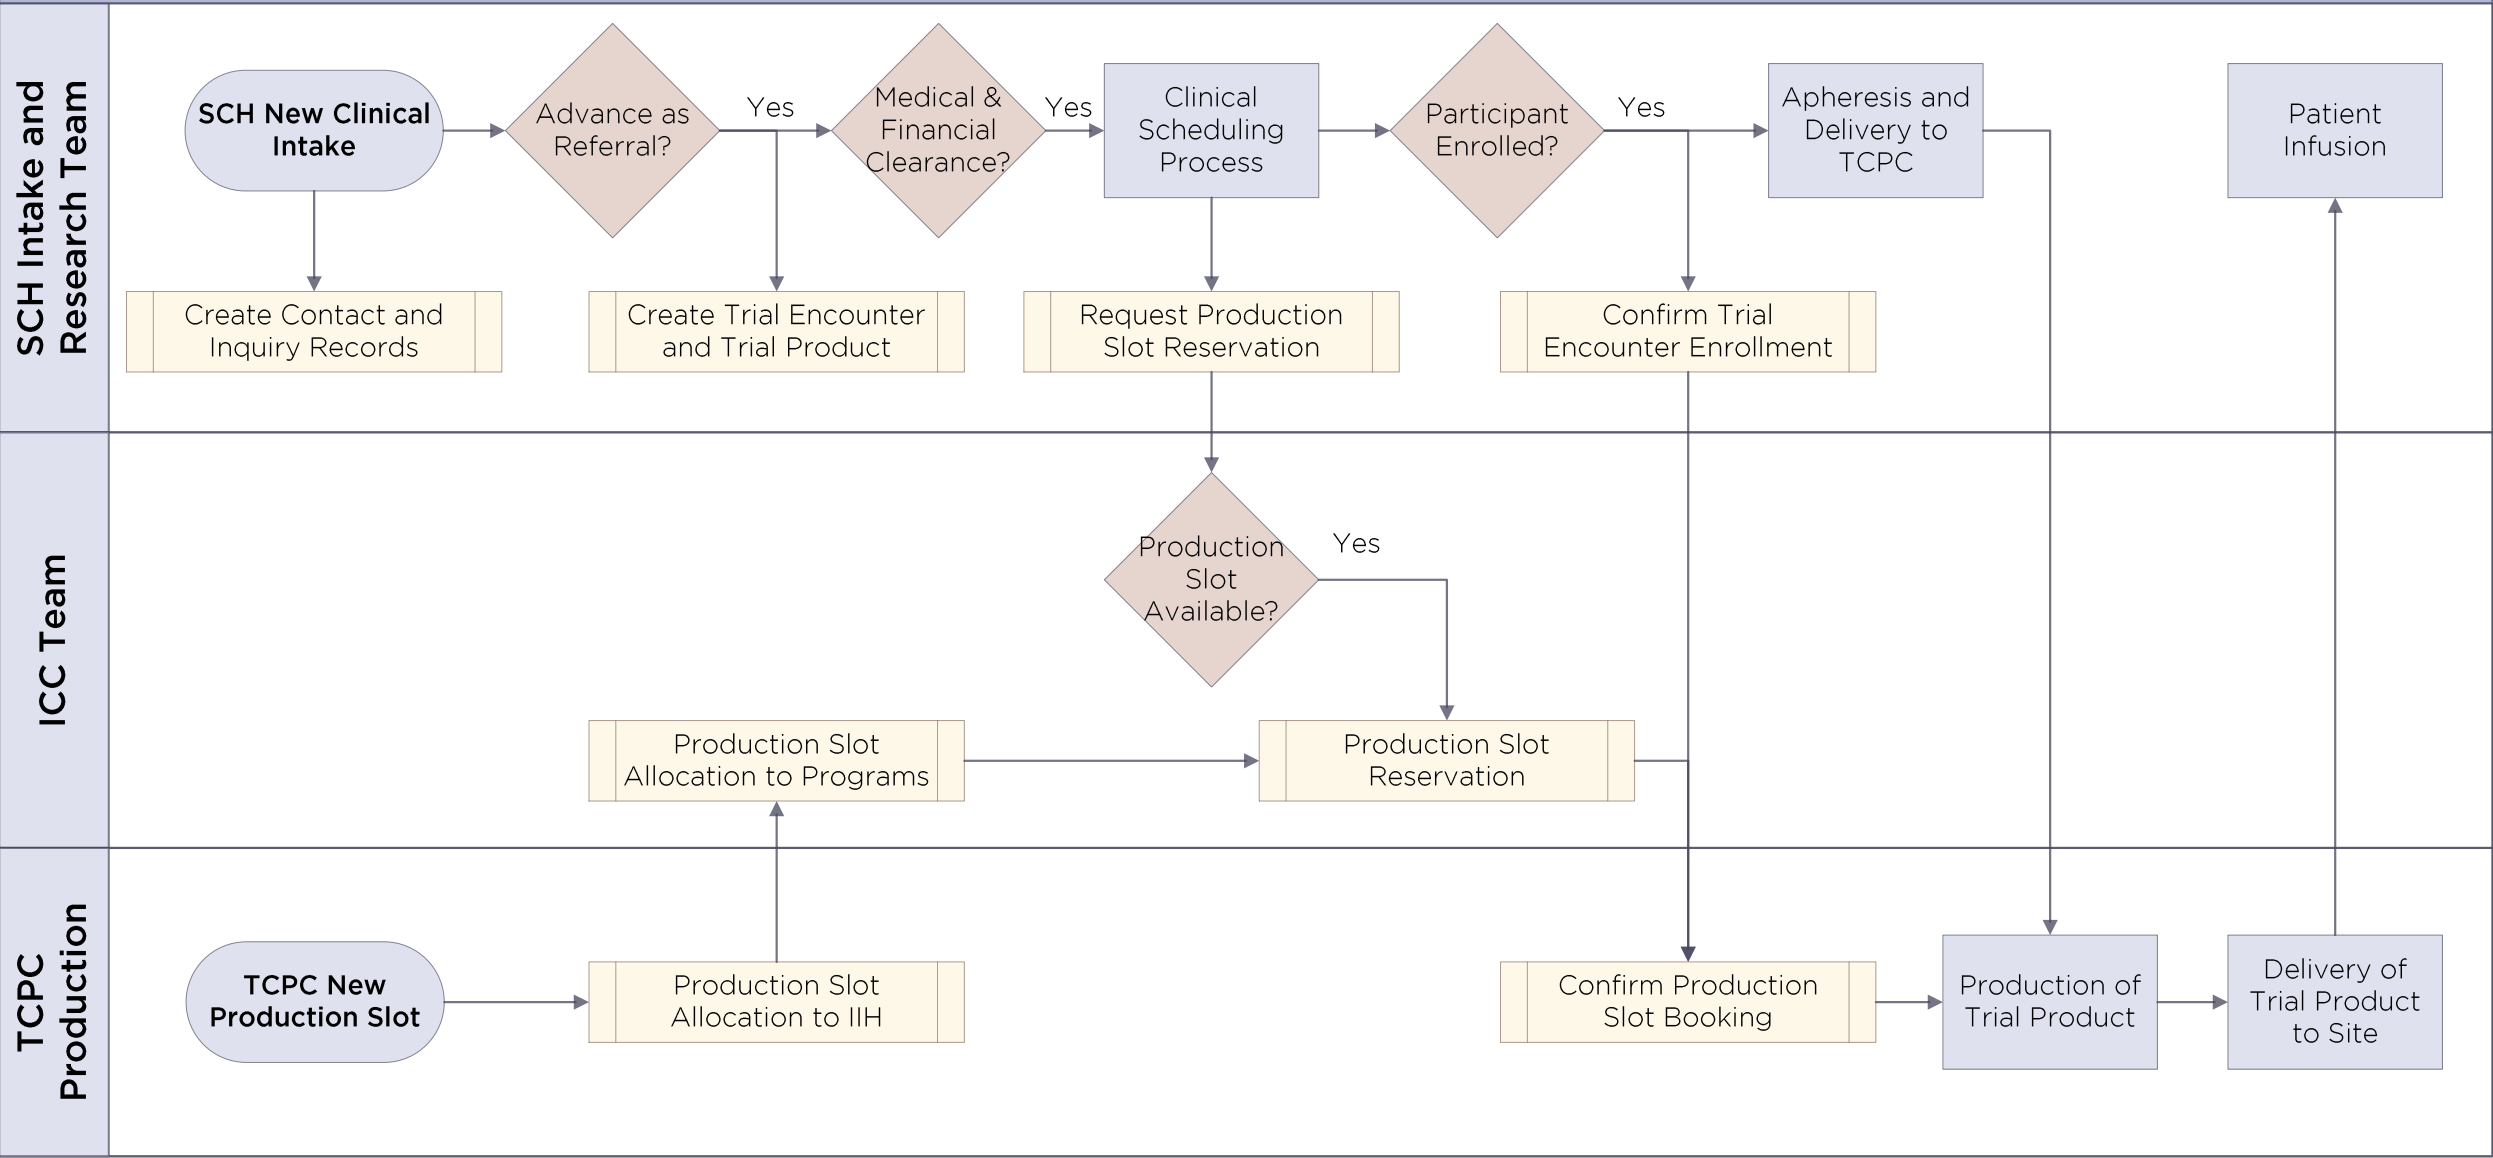 SCH Intake and
Research Team
SCH New Clinical
Intake
Advance as
Referral?
Yes
Medical &
Financial
Clearance?
Yes
Clinical
Scheduling
Process
Participant
Enrolled?
Yes
Apheresis and
Delivery to
TCPC
Patient
Infusion
Create Contact and
Inquiry Records
Create Trial Encounter
and Trial Product
Request Production
Slot Reservation
Confirm Trial
Encounter Enrollment
ICC Team
Production
Slot
Available?
Yes
Production Slot
Allocation to Programs
Production Slot
Reservation
TCPC
Production
TCPC New
Production Slot
Production Slot
Allocation to IIH
Confirm Production
Slot Booking
Production of
Trial Product
Delivery of
Trial Product
to Site